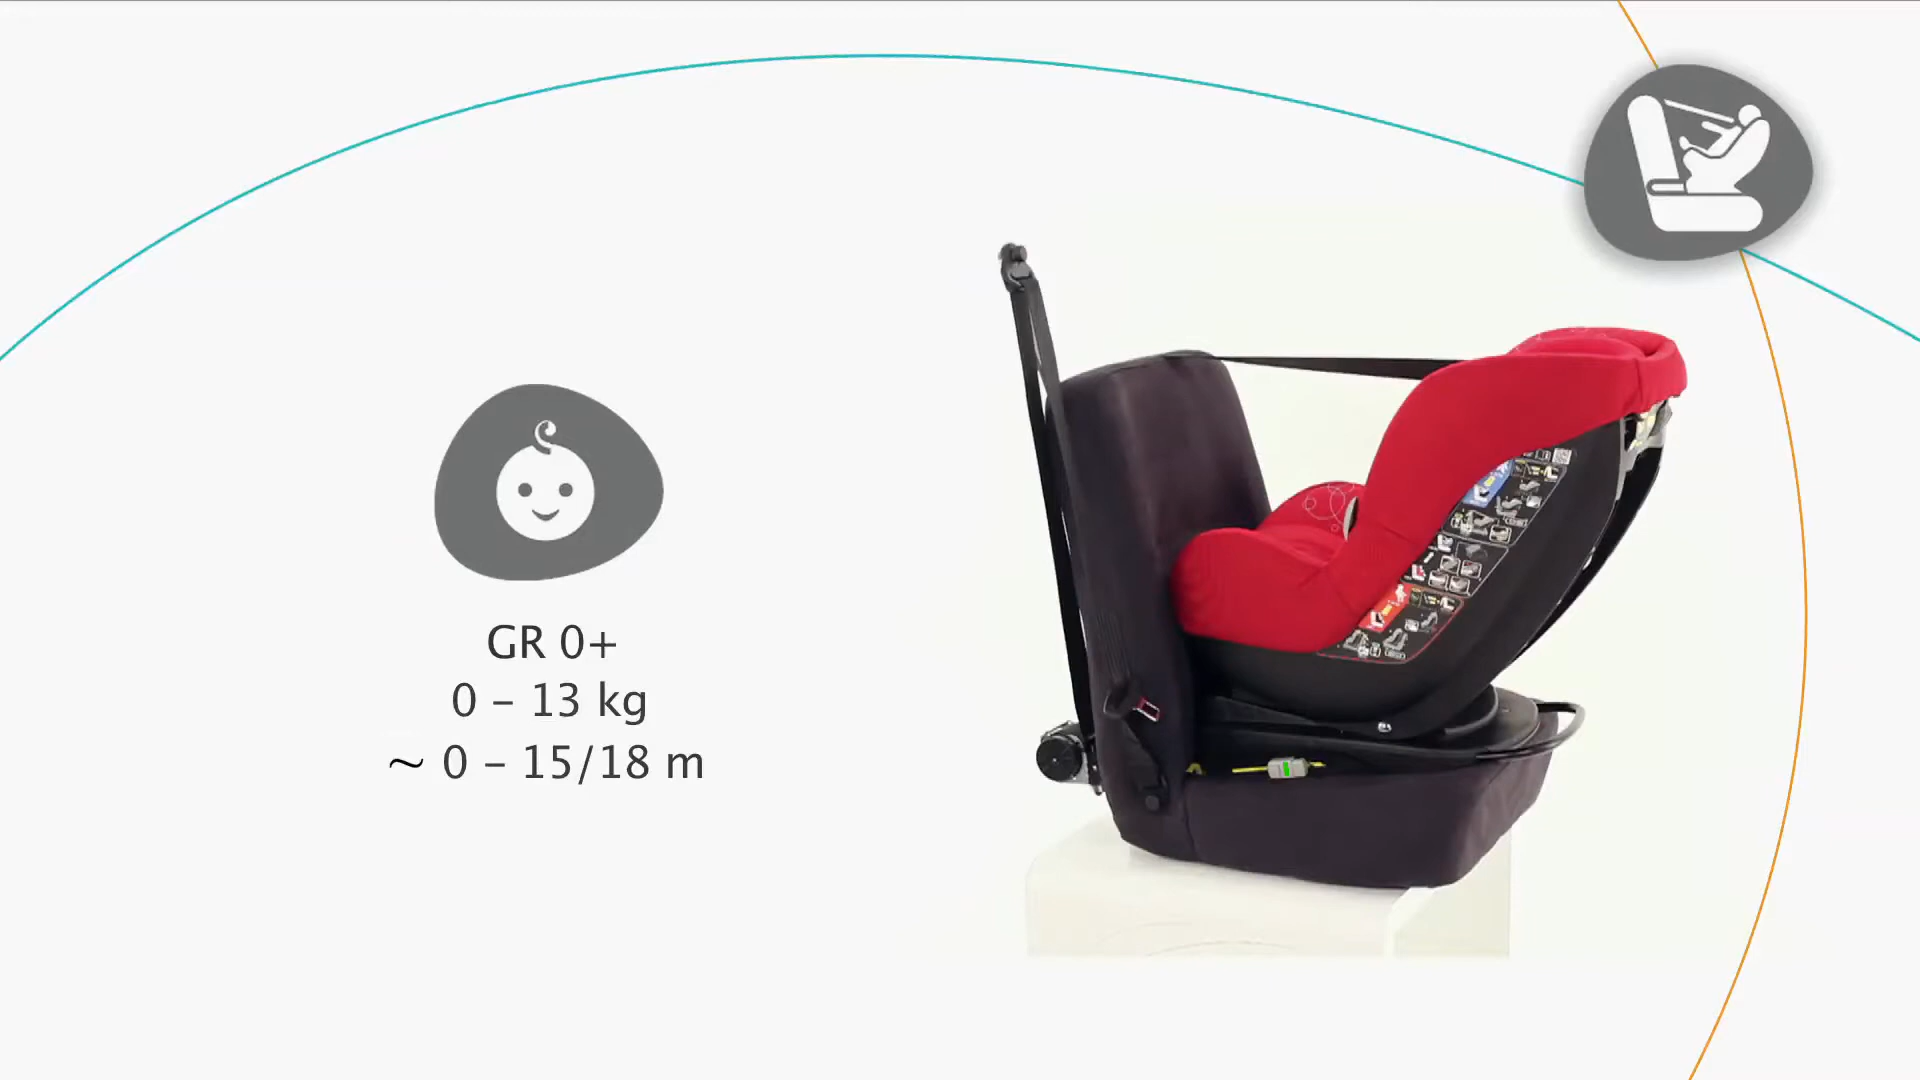 GR 0+
0 – 13 kg
~ 0 – 15/18 m